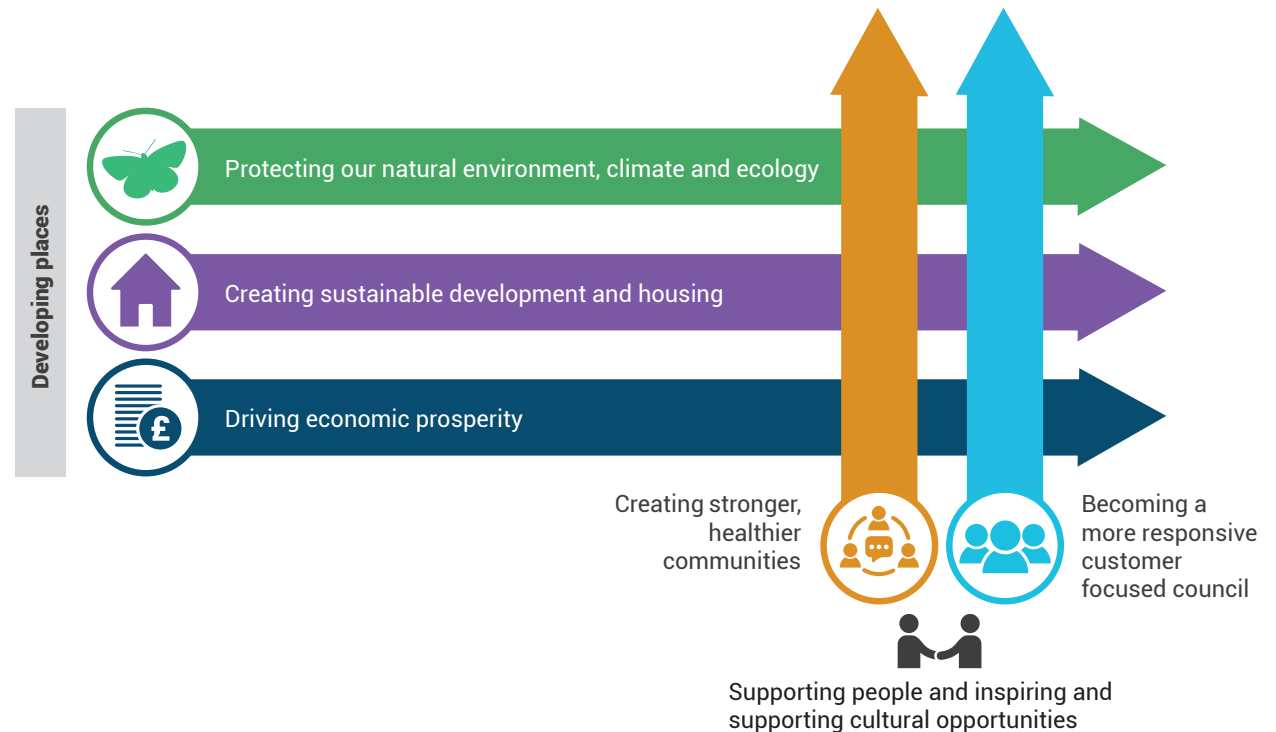 Developing places
Protecting our natural environment, climate and ecology
Creating sustainable development and housing
£
Driving economic prosperity
Creating stronger,
healthier
communities
Becoming a
more responsive
customer
focused council
Supporting people and inspiring and
supporting cultural opportunities